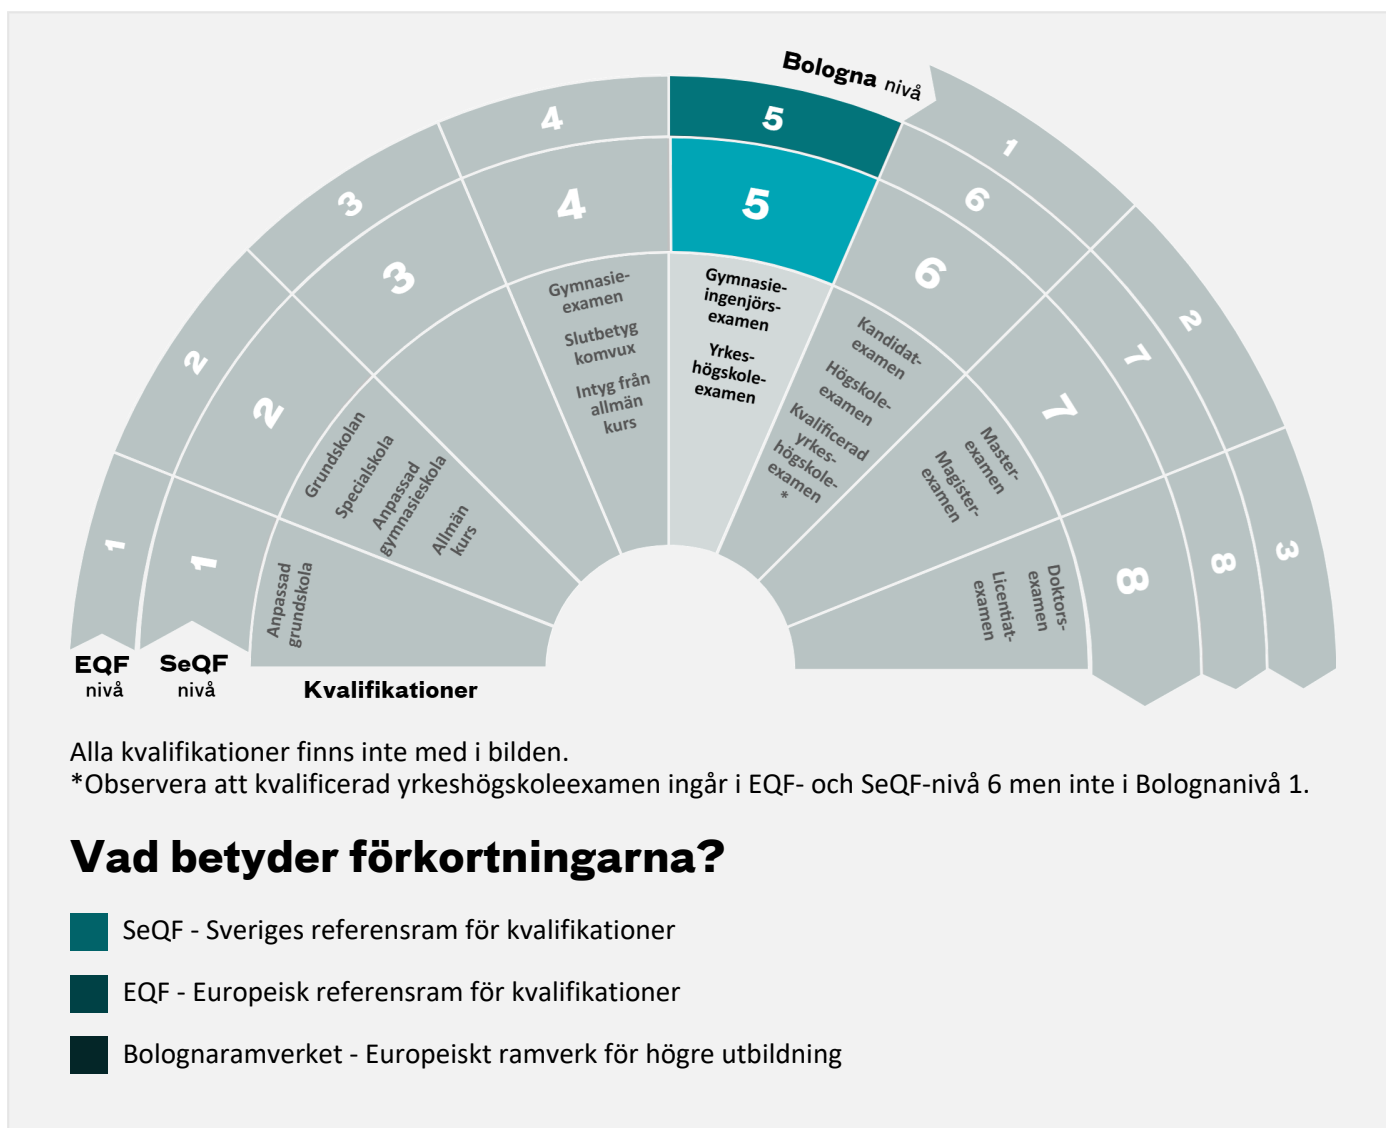 Bologna nivå
1
2
3
4
5
6
7
8
1
2
3
1
2
3
4
5
6
7
8
Anpassad
grundskola
Grundskolan
Specialskola
Anpassad
gymnasieskola
Allmän
kurs
Gymnasie-
examen
Slutbetyg
komvux
Intyg från
allmän
kurs
Gymnasie-
ingenjörs-
examen
Yrkes-
högskole-
examen
Kandidat-
examen
Högskole-
examen
Kvalificerad
yrkes-
högskole-
examen
*
Master-
examen
Magister-
examen
Doktors-
examen
Licentiat-
examen
EQF
nivå
SeQF
nivå
Kvalifikationer
Alla kvalifikationer finns inte med i bilden.
*Observera att kvalificerad yrkeshögskoleexamen ingår i EQF- och SeQF-nivå 6 men inte i Bolognanivå 1.
Vad betyder förkortningarna?
SeQF - Sveriges referensram för kvalifikationer
EQF - Europeisk referensram för kvalifikationer
Bolognaramverket - Europeiskt ramverk för högre utbildning